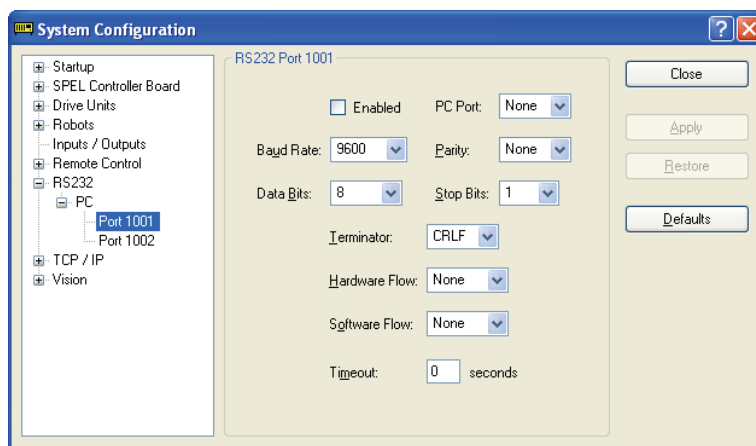 System Configuration
Startup
SPEL Controller Board
Drive Units
Robots
Inputs / Outputs
Remote Control
RS232
PC
Port 1001
Port 1002
TCP / IP
Vision
RS232 Port 1001
Enabled PC Port: None
Baud Rate: 9600 Parity: None
Data Bits: 8 Stop Bits: 1
Terminator: CRLF
Hardware Flow: None
Software Flow: None
Timeout: 0 seconds
Close
Apply
Restore
Defaults